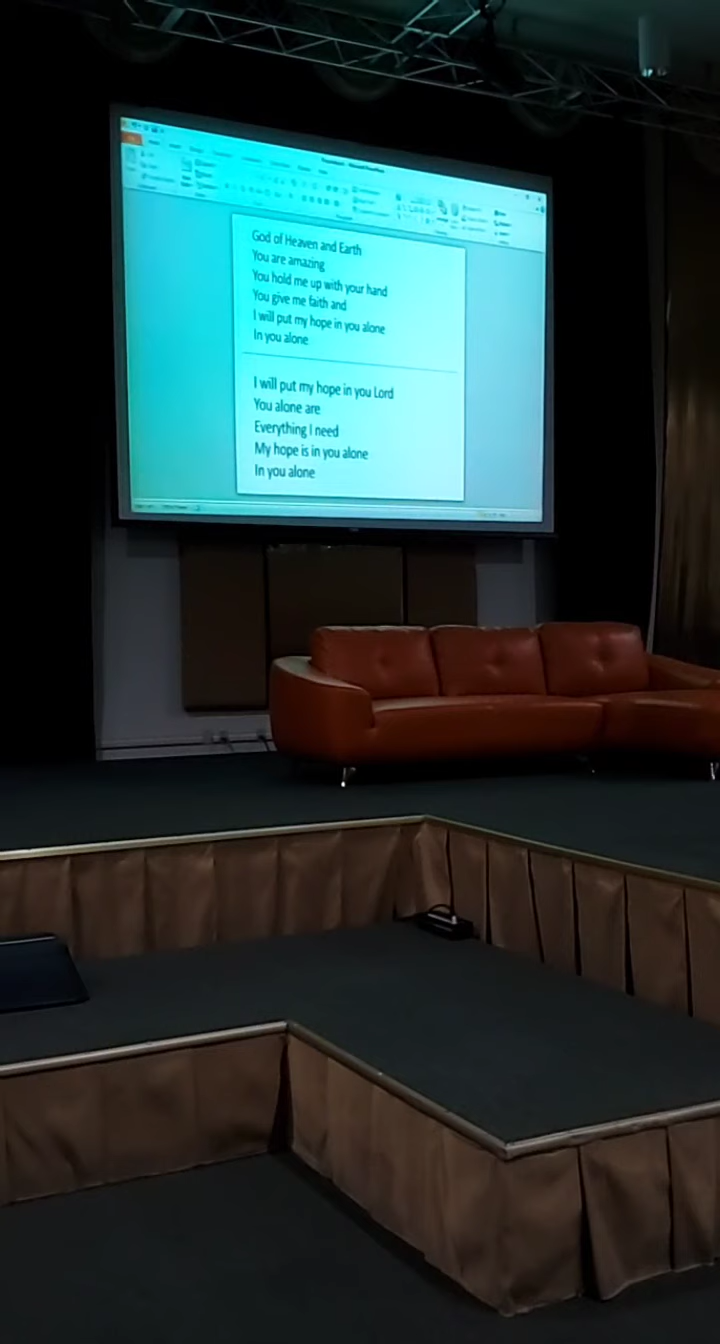 God of Heaven and Earth
You are amazing
You hold me up with your hand
You give me faith and
I will put my hope in you alone
In you alone
I will put my hope in you Lord
You alone are
Everything I need
My hope is in you alone
In you alone